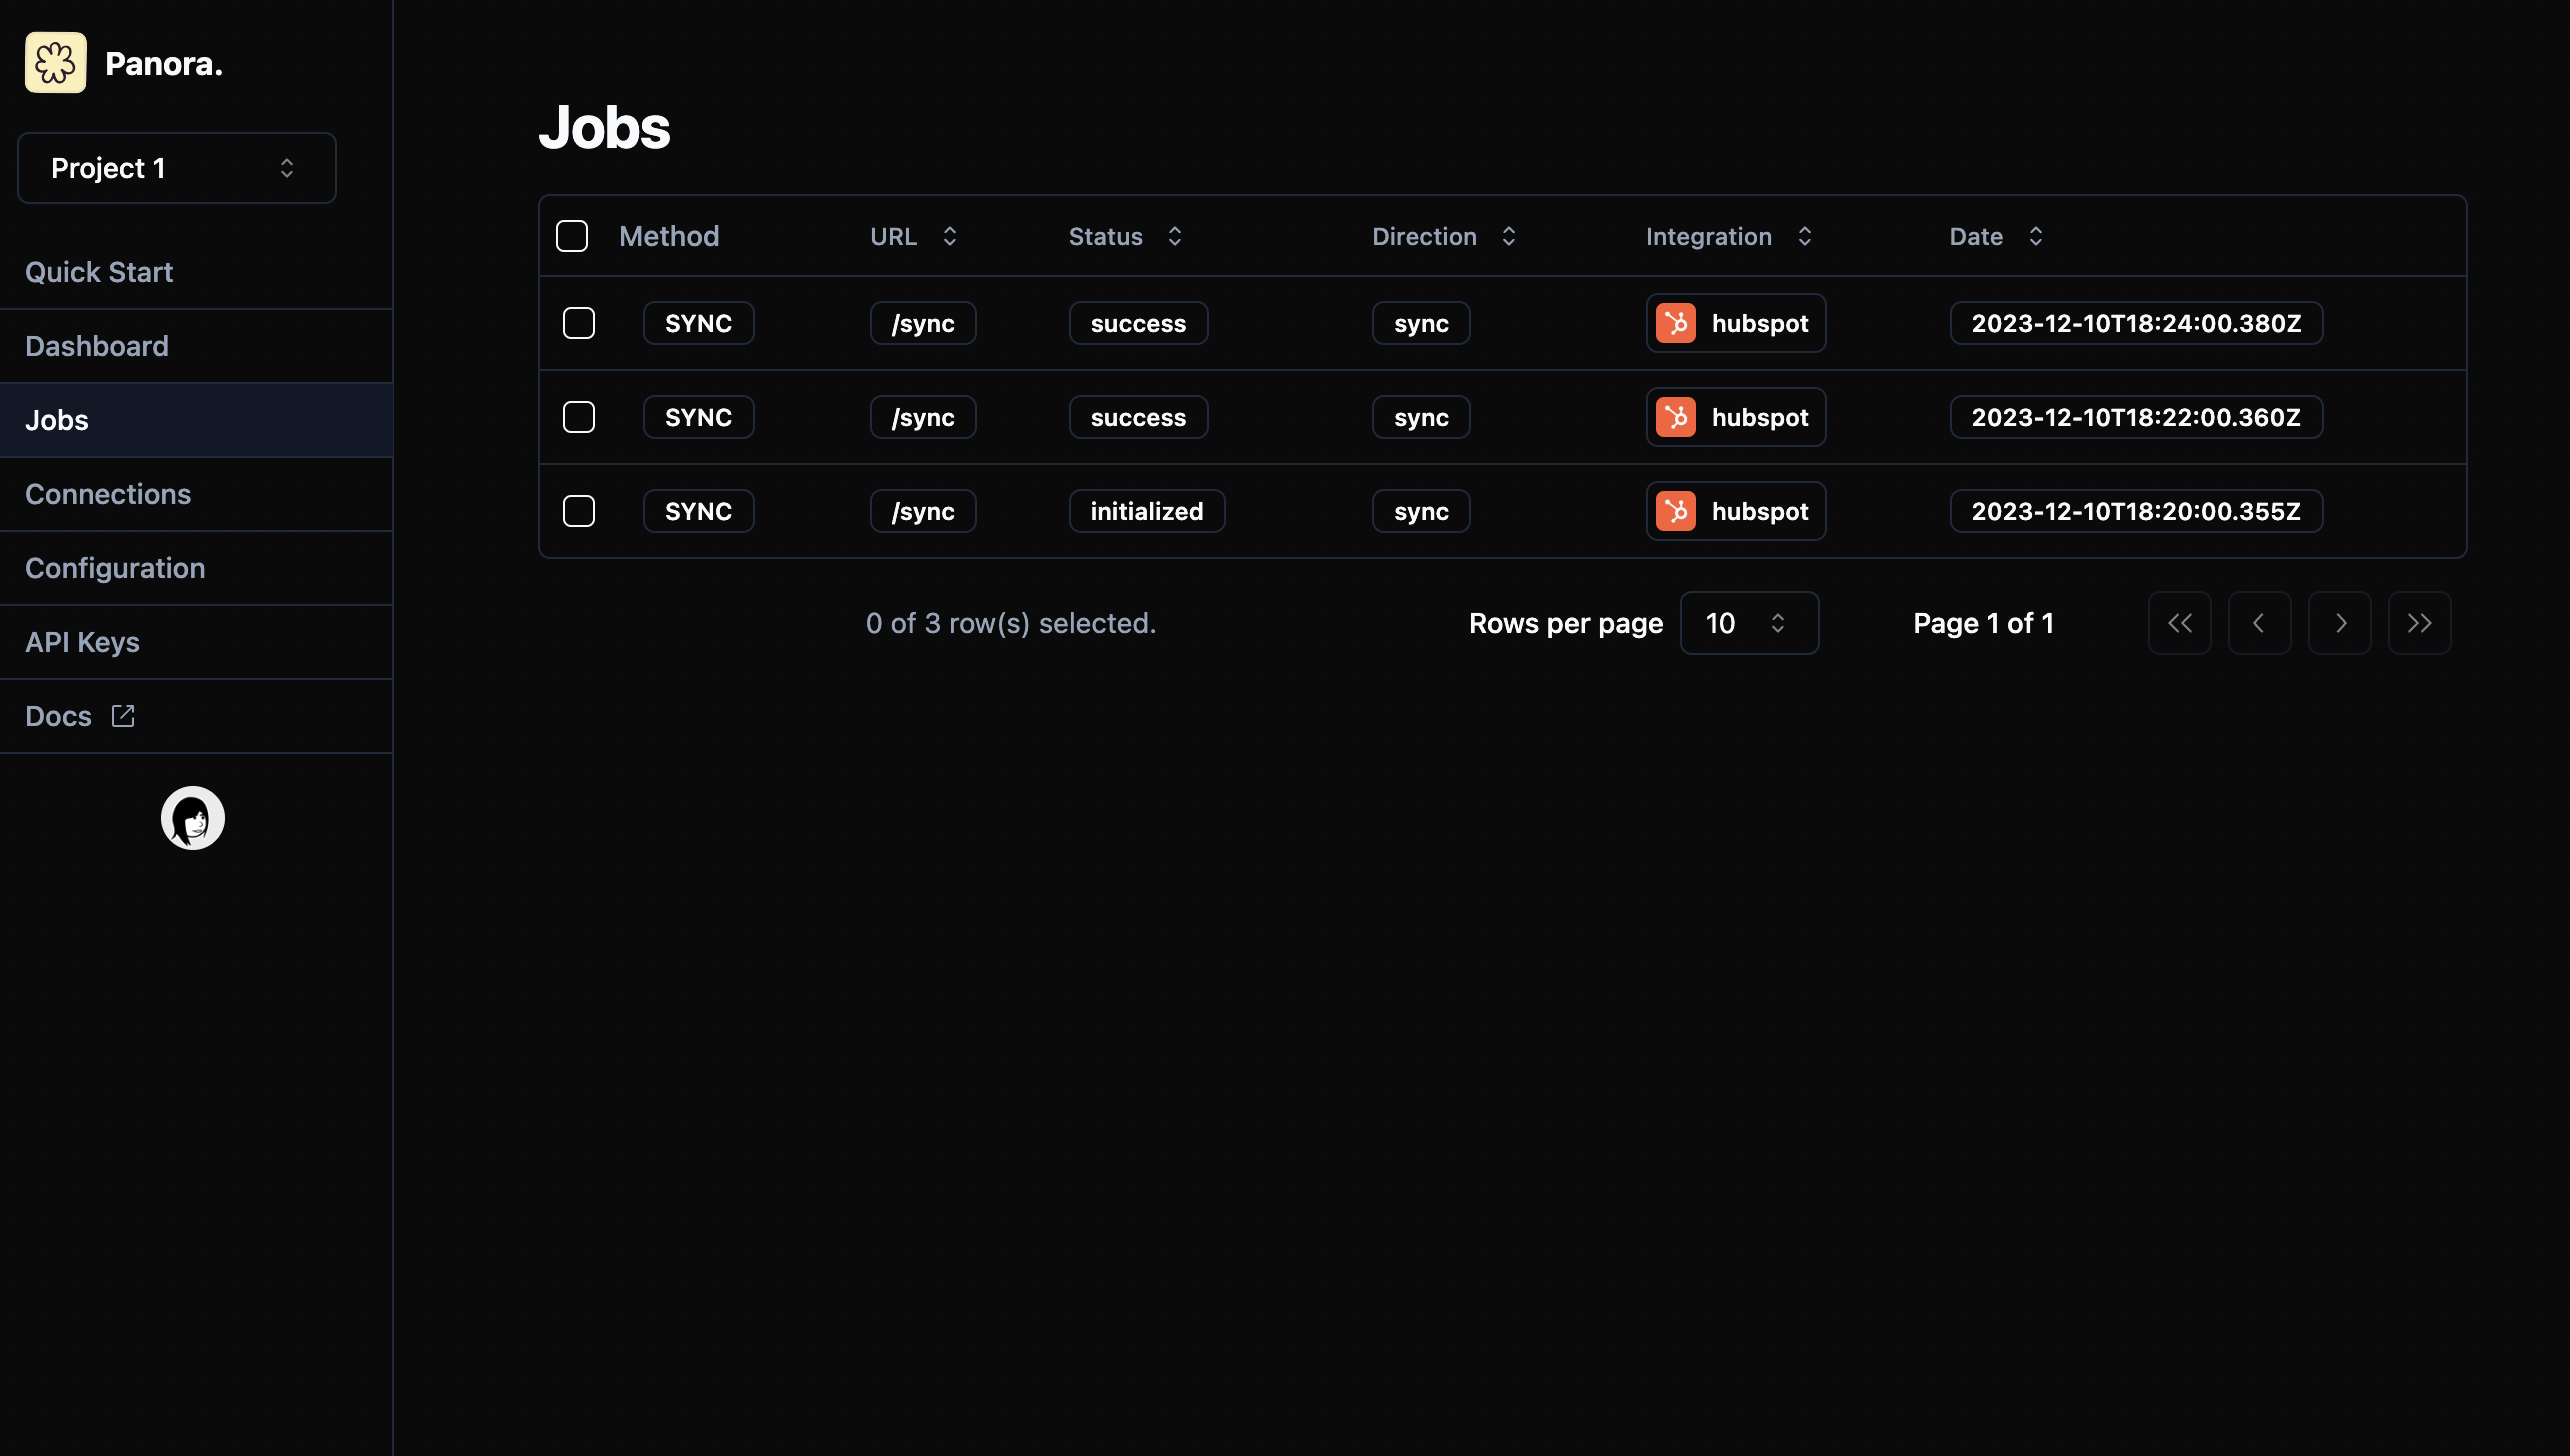 Panora.
Project 1
Quick Start
Dashboard
Jobs
Connections
Configuration
API Keys
Docs
Jobs
Method URL Status Direction Integration Date
SYNC /sync success sync hubspot 2023-12-10T18:24:00.380Z
SYNC /sync success sync hubspot 2023-12-10T18:22:00.360Z
SYNC /sync initialized sync hubspot 2023-12-10T18:20:00.355Z
0 of 3 row(s) selected. Rows per page 10 Page 1 of 1